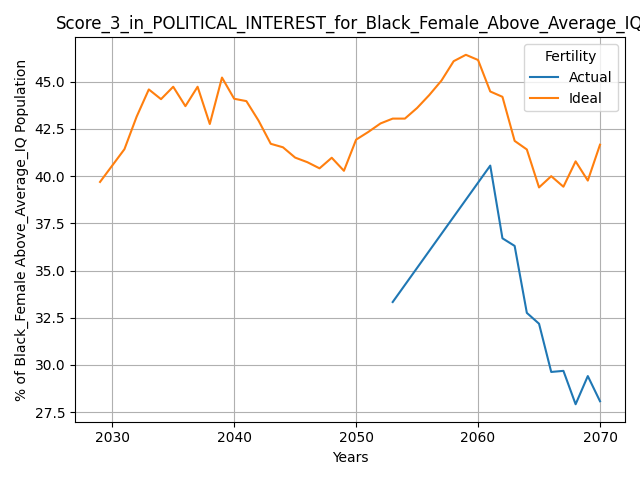 Score_3_in_POLITICAL_INTEREST_for_Black_Female_Above_Average_IQ
Fertility
Actual
Ideal
% of Black_Female Above_Average_IQ Population
45.0
42.5
40.0
37.5
35.0
32.5
30.0
27.5
2030 2040 2050 2060 2070
Years